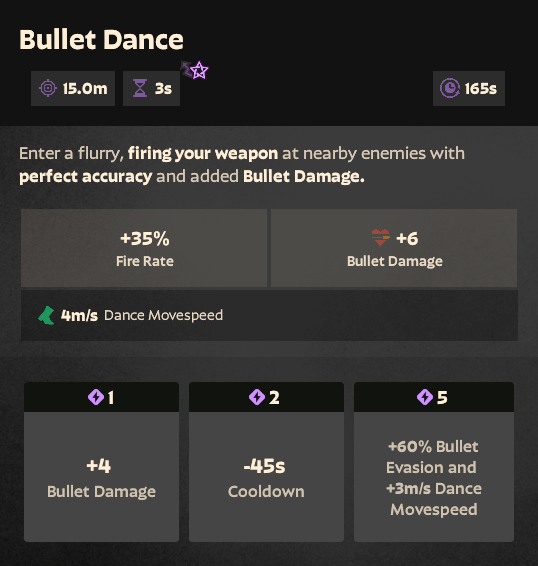 Bullet Dance
15.0m 3s 165s
Enter a flurry, firing your weapon at nearby enemies with
perfect accuracy and added Bullet Damage.
+35%
Fire Rate
+6
Bullet Damage
4m/s Dance Movespeed
1
+4
Bullet Damage
2
-45s
Cooldown
5
+60% Bullet
Evasion and
+3m/s Dance
Movespeed